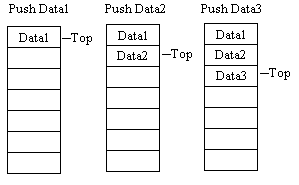 Push Data1 Push Data2 Push Data3
Data1 Top Data1 Data1
Data2 Top Data2
Data3 Top